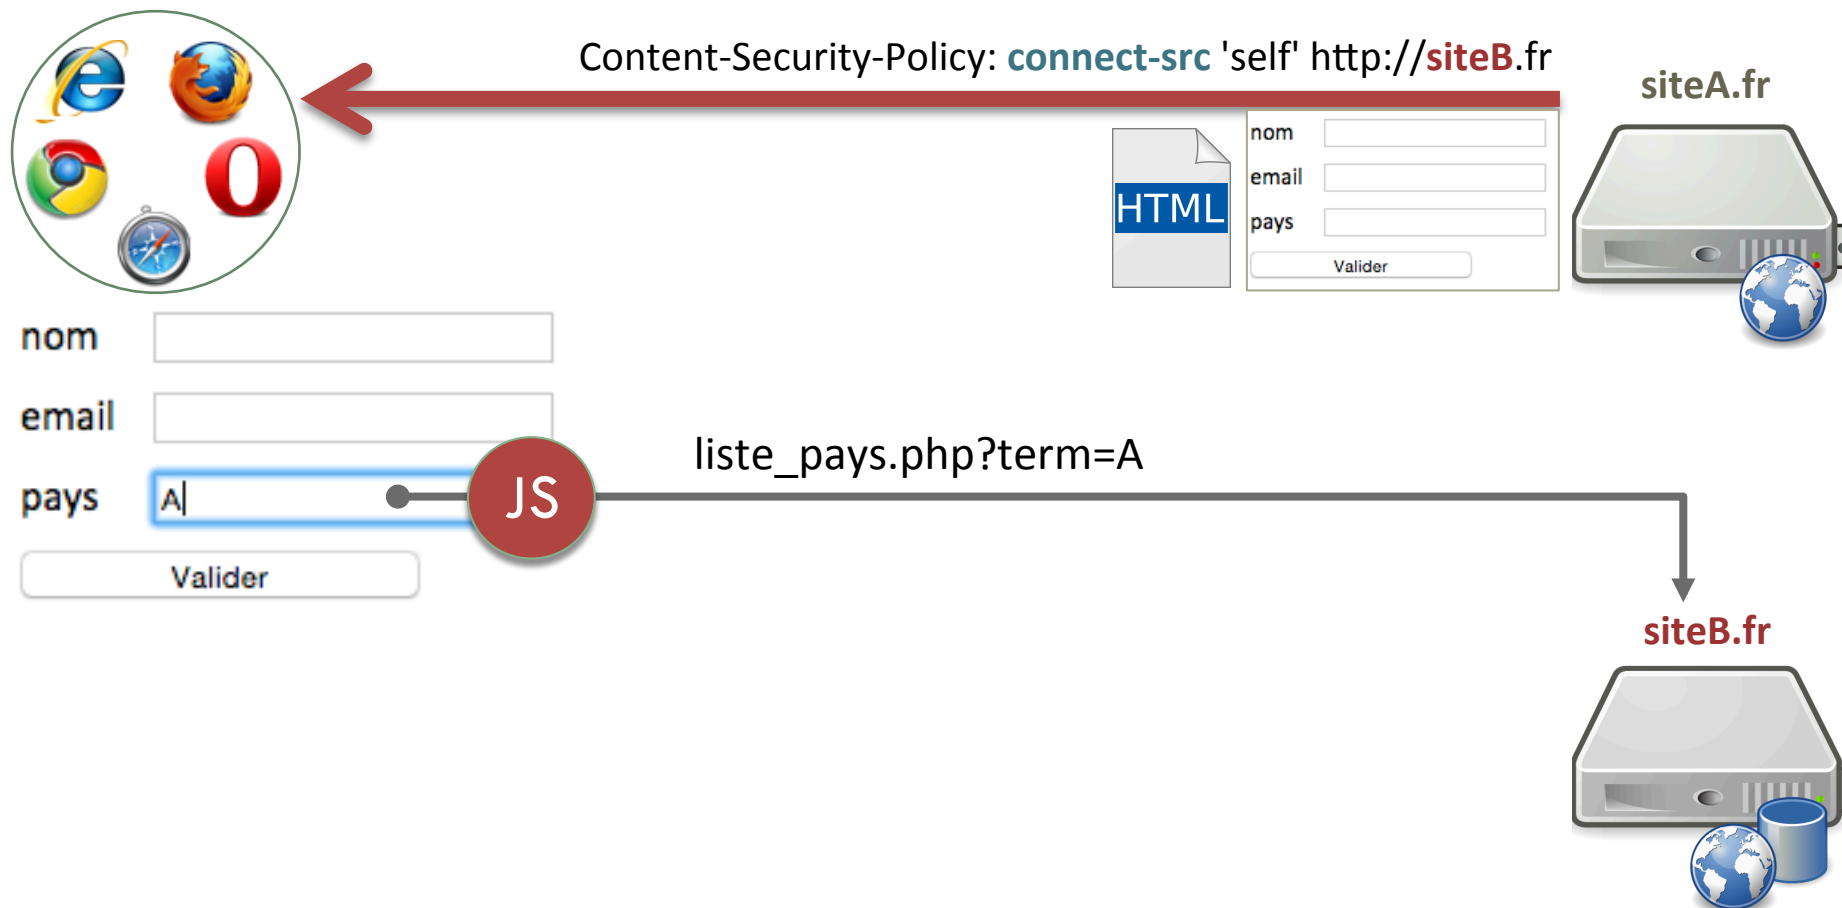 Content-Security-Policy: connect-src 'self' http://siteB.fr
siteA.fr
HTML
nom
email
pays
Valider
nom
email
pays A
JS
liste_pays.php?term=A
Valider
siteB.fr